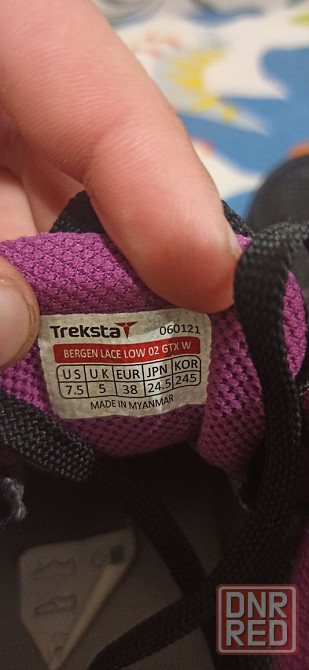 Treksta 060121
BERGEN LACE LOW 02 GTX W
US UK EUR JPN KOR
7.5 5 38 24.5 245
MADE IN MYANMAR
DNR
RED